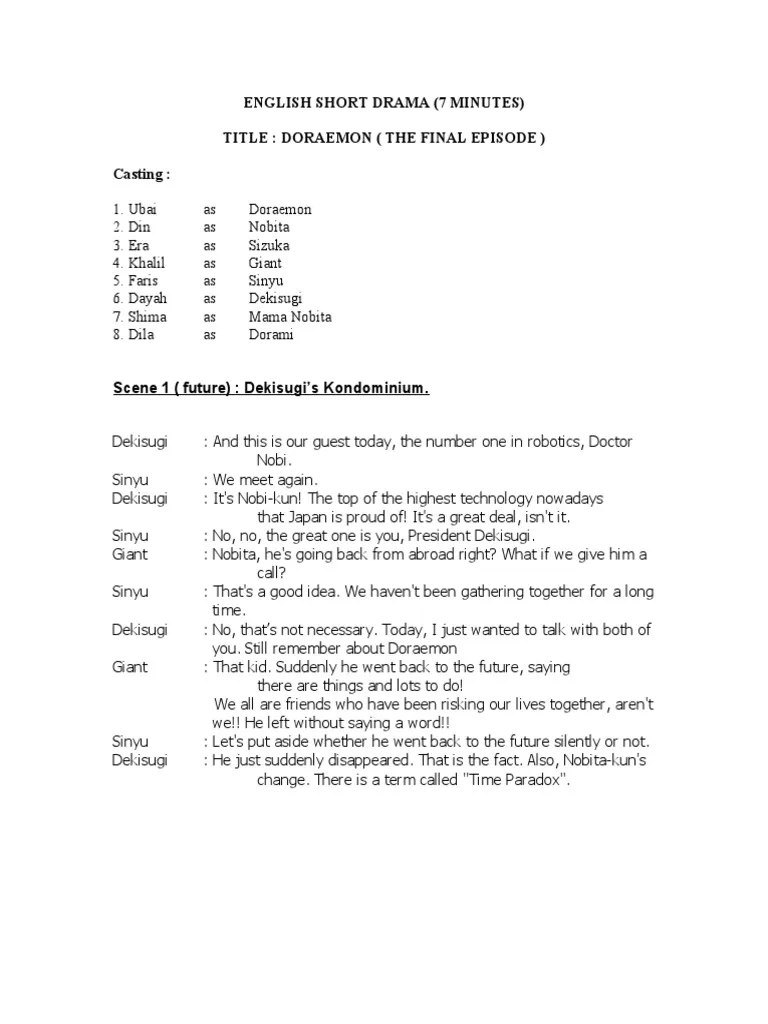 ENGLISH SHORT DRAMA (7 MINUTES)
TITLE : DORAEMON ( THE FINAL EPISODE )
Casting :
1. Ubai as Doraemon
2. Din as Nobita
3. Era as Sizuka
4. Khalil as Giant
5. Faris as Sinyu
6. Dayah as Dekisugi
7. Shima as Mama Nobita
8. Dila as Dorami
Scene 1 ( future) : Dekisugi’s Kondominium.
Dekisugi : And this is our guest today, the number one in robotics, Doctor
Nobi.
Sinyu : We meet again.
Dekisugi : It's Nobi-kun! The top of the highest technology nowadays
that Japan is proud of! It's a great deal, isn't it.
Sinyu : No, no, the great one is you, President Dekisugi.
Giant : Nobita, he's going back from abroad right? What if we give him a
call?
Sinyu : That's a good idea. We haven't been gathering together for a long
time.
Dekisugi : No, that’s not necessary. Today, I just wanted to talk with both of
you. Still remember about Doraemon
Giant : That kid. Suddenly he went back to the future, saying
there are things and lots to do!
We all are friends who have been risking our lives together, aren't
we!! He left without saying a word!!
Sinyu : Let's put aside whether he went back to the future silently or not.
Dekisugi : He just suddenly disappeared. That is the fact. Also, Nobita-kun's
change. There is a term called "Time Paradox".